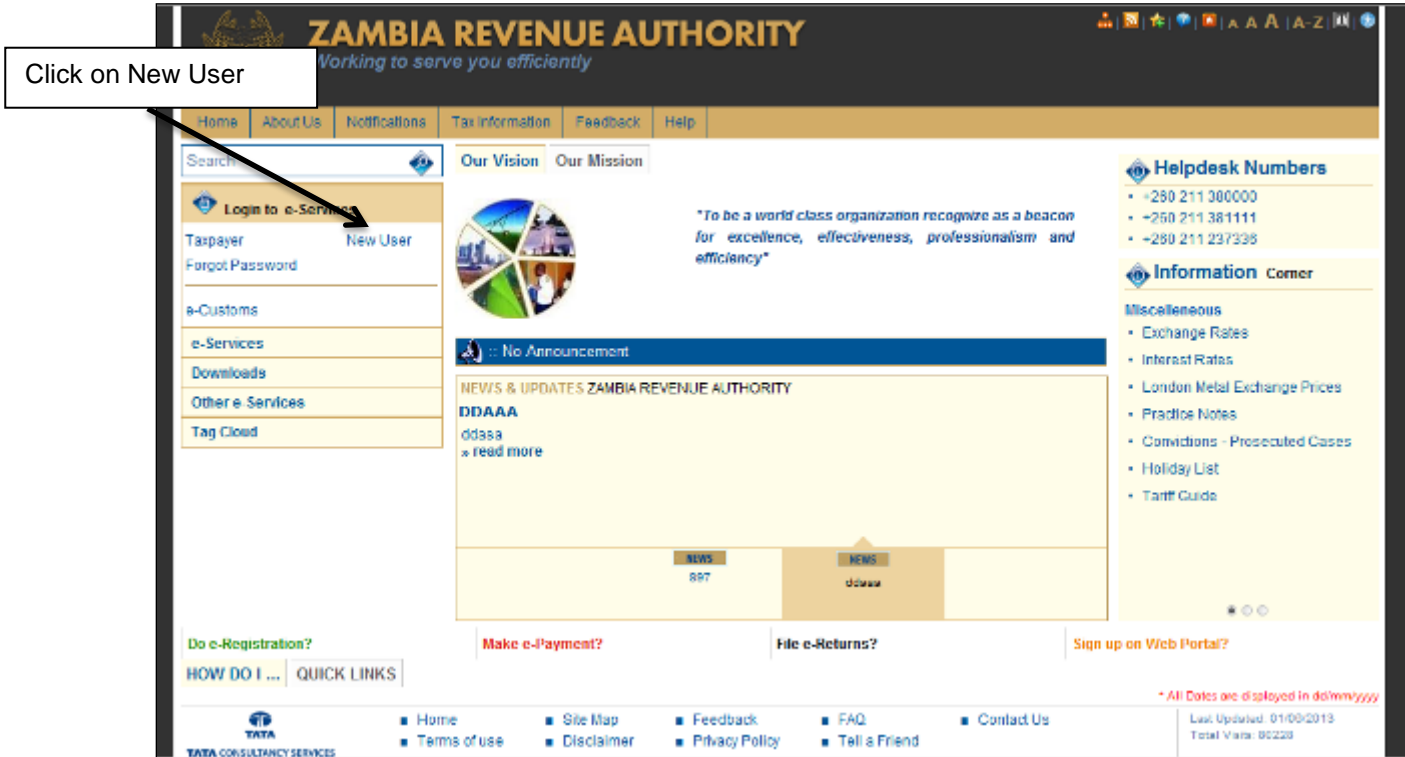 ZAMBIA REVENUE AUTHORITY
Working to serve you efficiently
A A A | A-Z
Click on New User
Home About Us Notifications Tax Information Feedback Help
Search
Login to e-Services
Taxpayer New User
Forgot Password
e-Customs
e-Services
Downloads
Other e-Services
Tag Cloud
Our Vision Our Mission
"To be a world class organization recognize as a beacon
for excellence, effectiveness, professionalism and
efficiency"
:: No Announcement
NEWS & UPDATES ZAMBIA REVENUE AUTHORITY
DDAAA
ddaaa
» read more
NEWS
897
NEWS
ddaaa
Helpdesk Numbers
+260 211 380000
+260 211 381111
+260 211 237336
Information Corner
Miscelleneous
Exchange Rates
Interest Rates
London Metal Exchange Prices
Practice Notes
Convictions - Prosecuted Cases
Holiday List
Tariff Guide
Do e-Registration? Make e-Payment? File e-Returns? Sign up on Web Portal?
HOW DO I ... QUICK LINKS
* All Dates are displayed in dd/mm/yyyy
TATA
TATA CONSULTANCY SERVICES
Home Site Map Feedback FAQ Contact Us
Terms of use Disclaimer Privacy Policy Tell a Friend
Last Updated: 01/06/2013
Total Visits: 80228